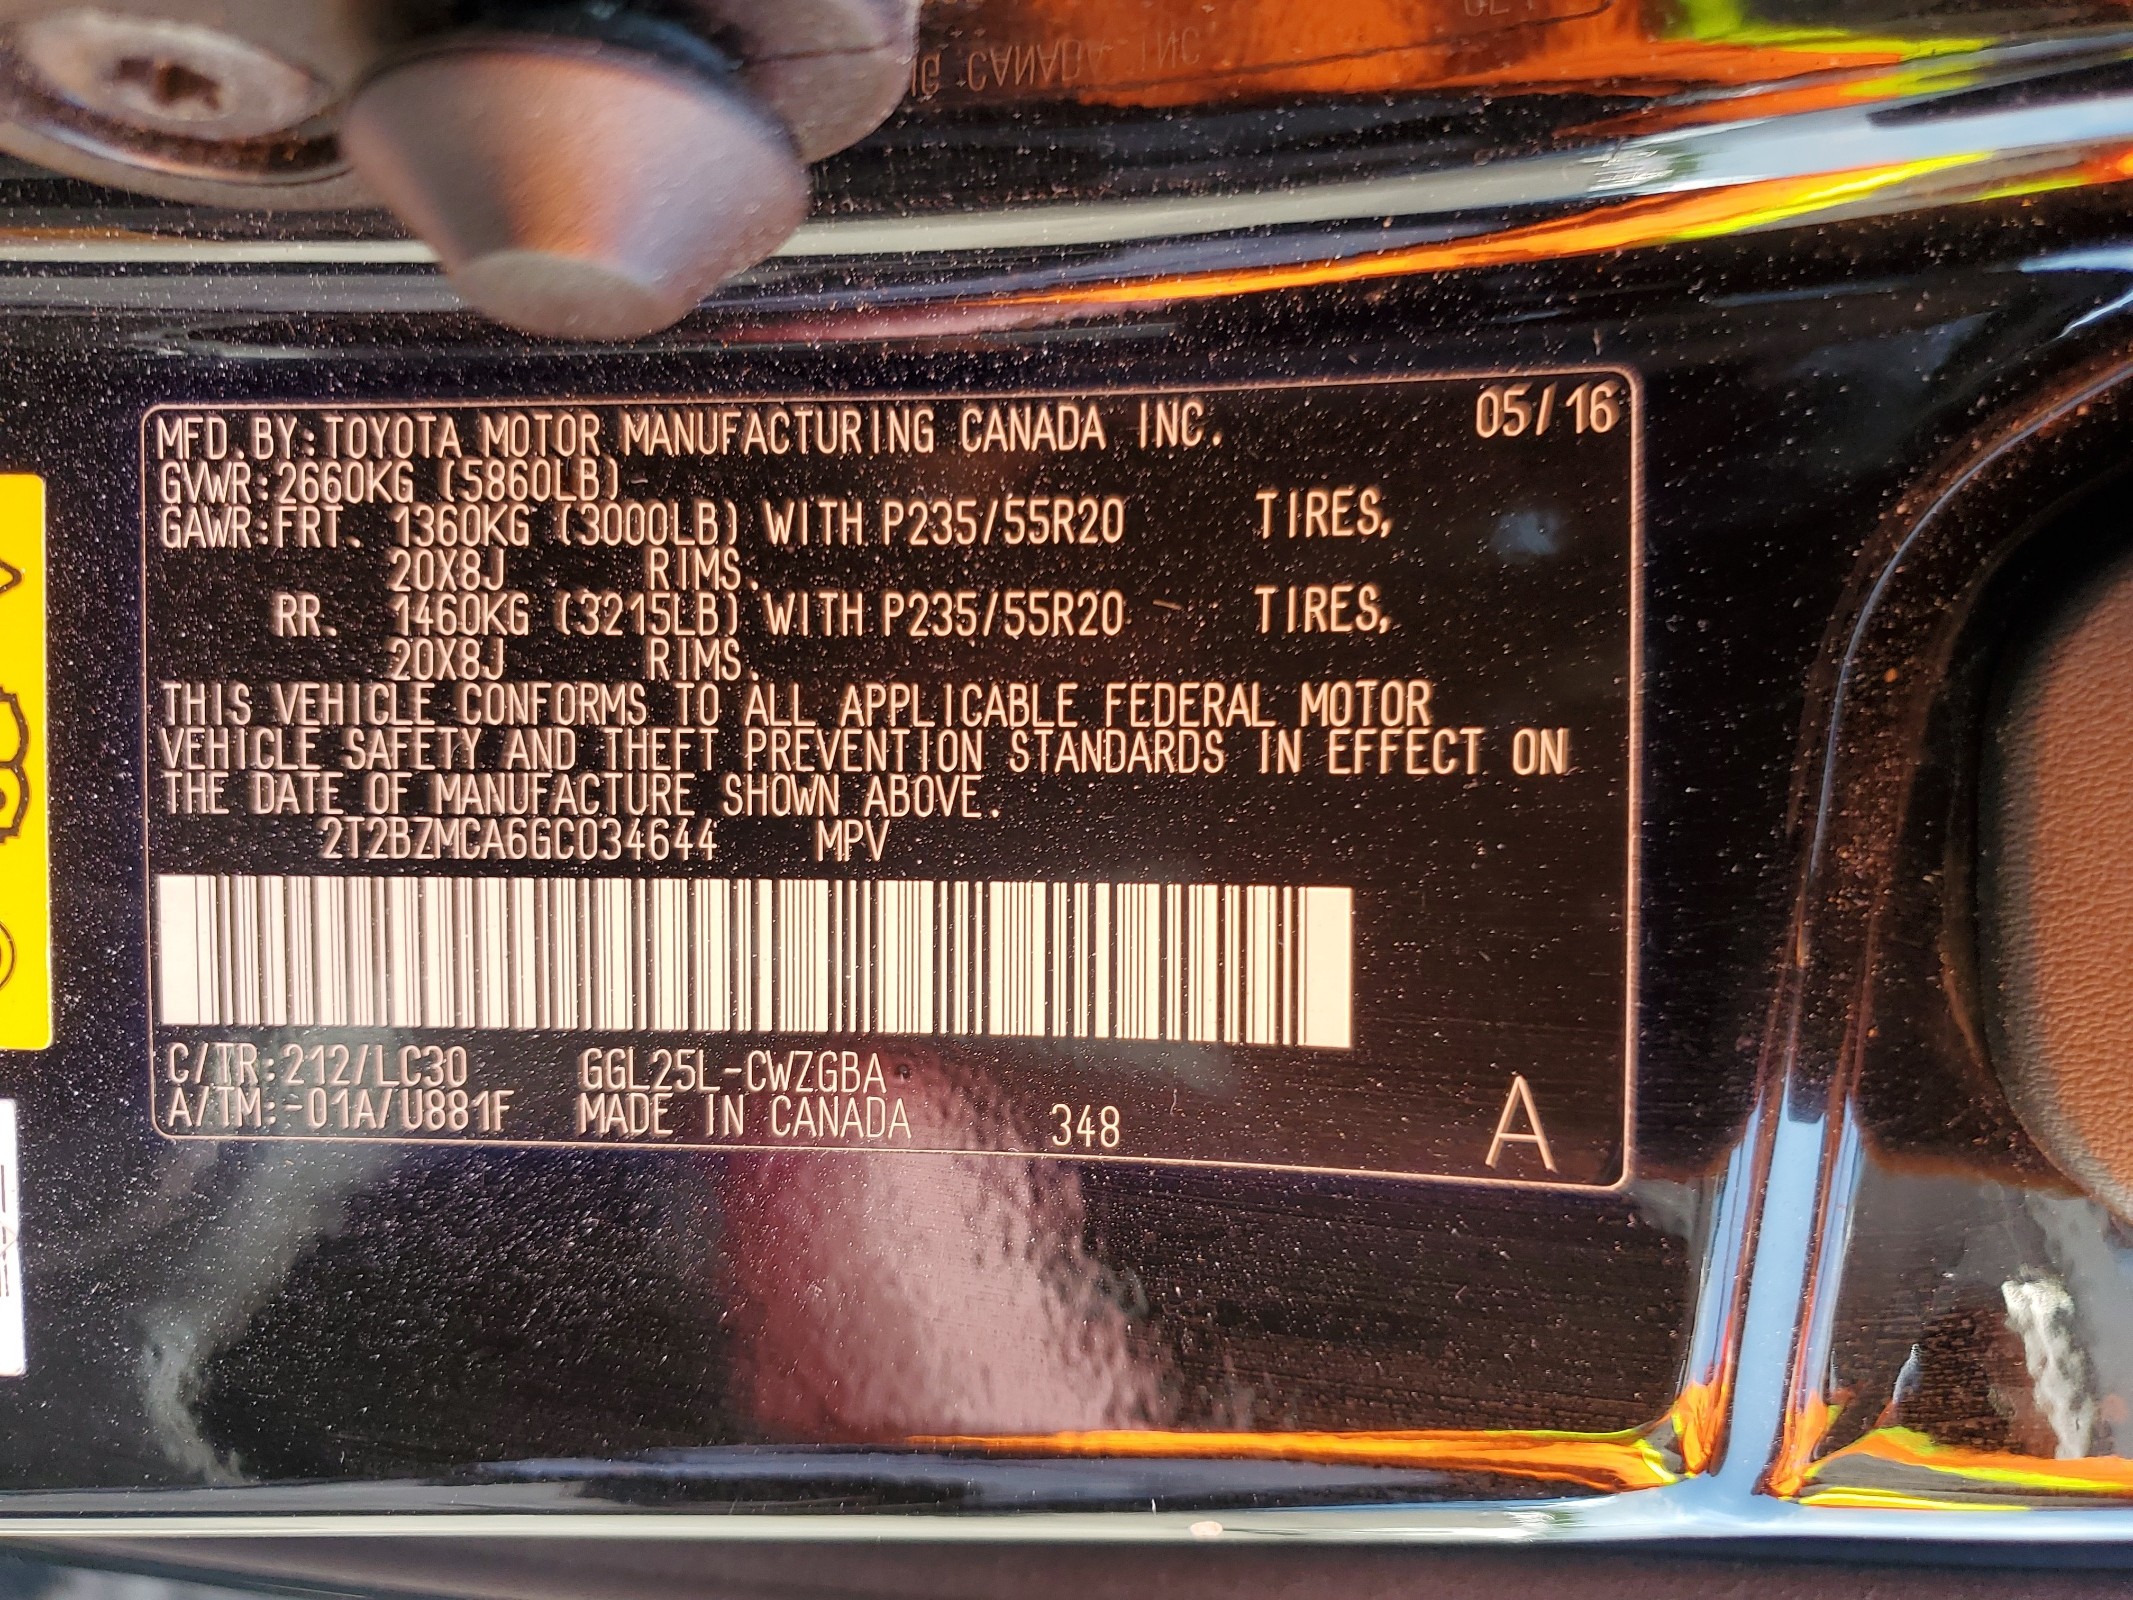 IG CANADA INC
MFD. BY: TOYOTA MOTOR MANUFACTURING CANADA INC. 05/16
GVWR: 2660KG (5860LB)
GAWR: FRT. 1360KG (3000LB) WITH P235/55R20 TIRES,
20X8J RIMS.
RR. 1460KG (3215LB) WITH P235/55R20 TIRES,
20X8J RIMS.
THIS VEHICLE CONFORMS TO ALL APPLICABLE FEDERAL MOTOR
VEHICLE SAFETY AND THEFT PREVENTION STANDARDS IN EFFECT ON
THE DATE OF MANUFACTURE SHOWN ABOVE.
2T2BZMCA6GC034644 MPV
C/TR: 212/LC30 GGL25L-CWZGBA
A/TM: -01A/U881F MADE IN CANADA 348 A